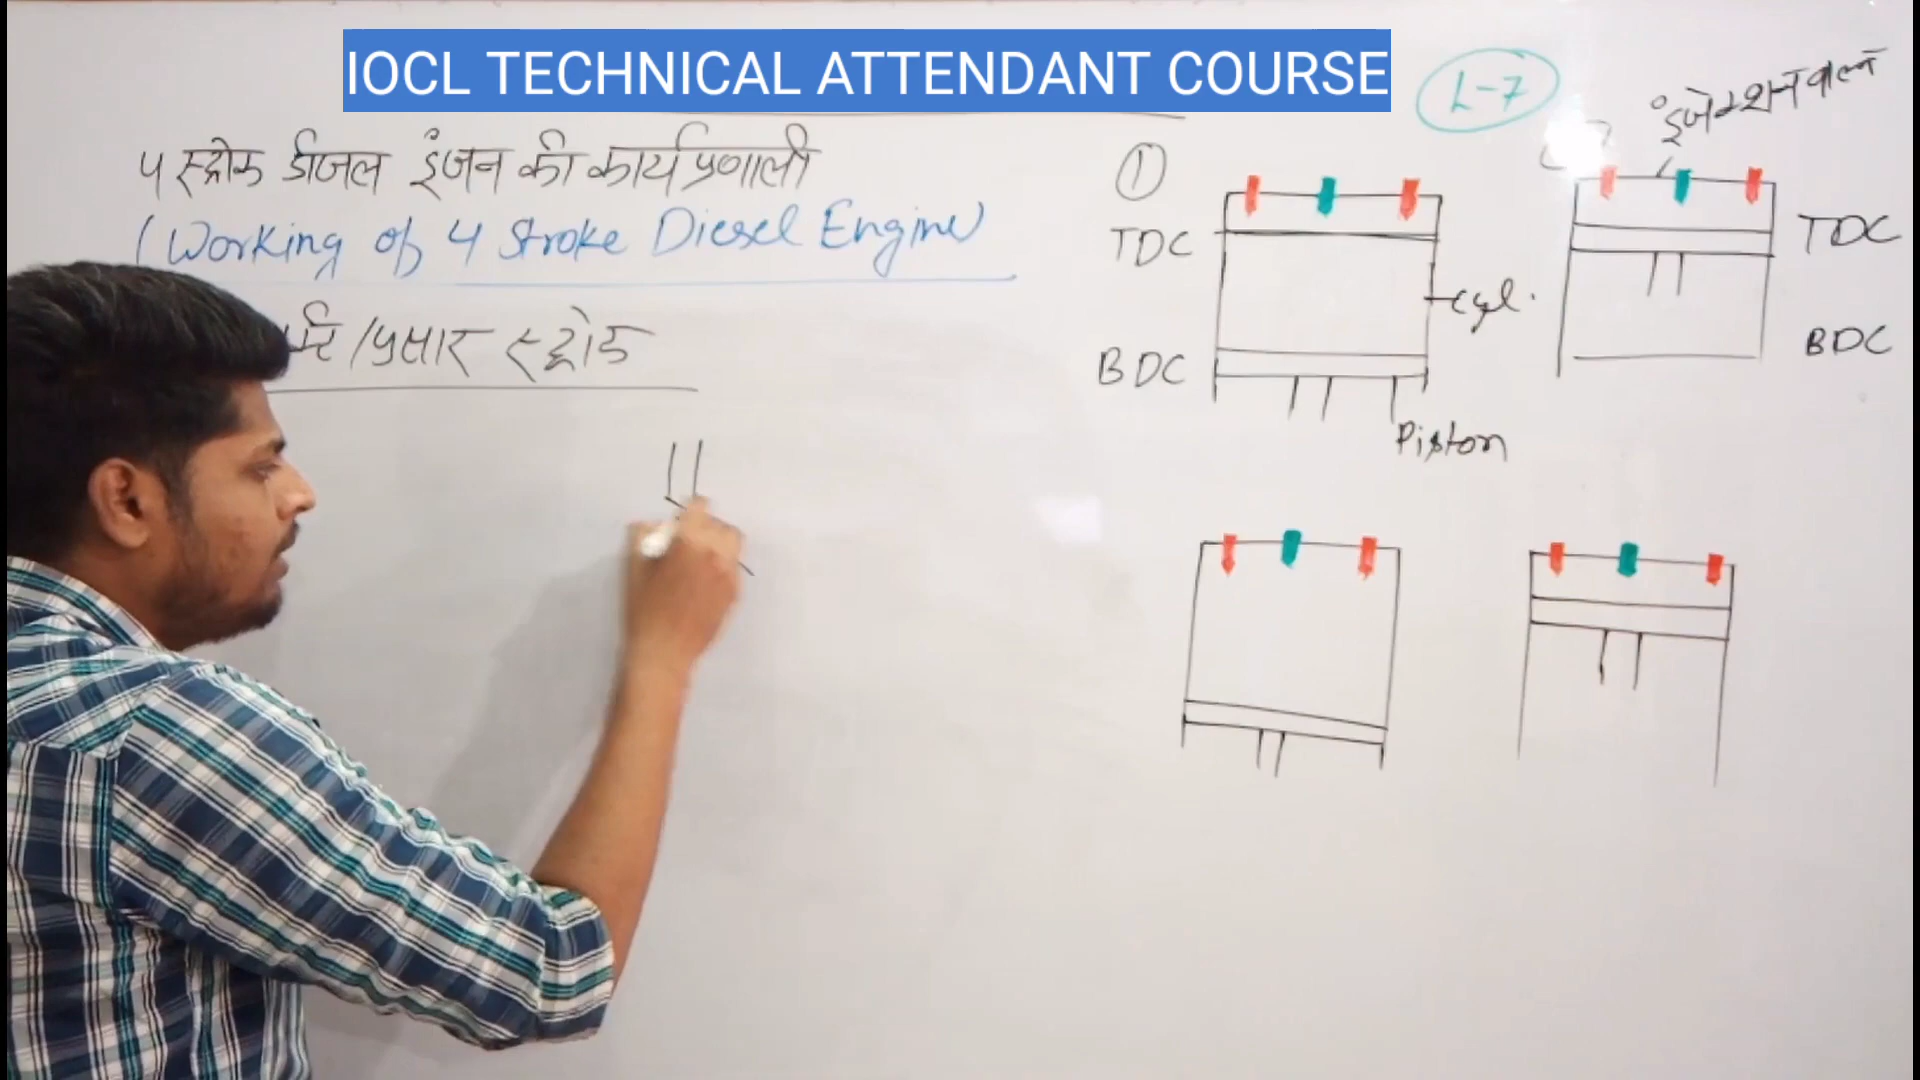 IOCL TECHNICAL ATTENDANT COURSE
L-7
इंजेक्शन वाल्व
4 स्ट्रोक डीजल इंजन की कार्य प्रणाली
(Working of 4 Stroke Diesel Engine
/प्रसार स्ट्रोक
①
TDC
cyl.
BDC
Piston
TDC
BDC